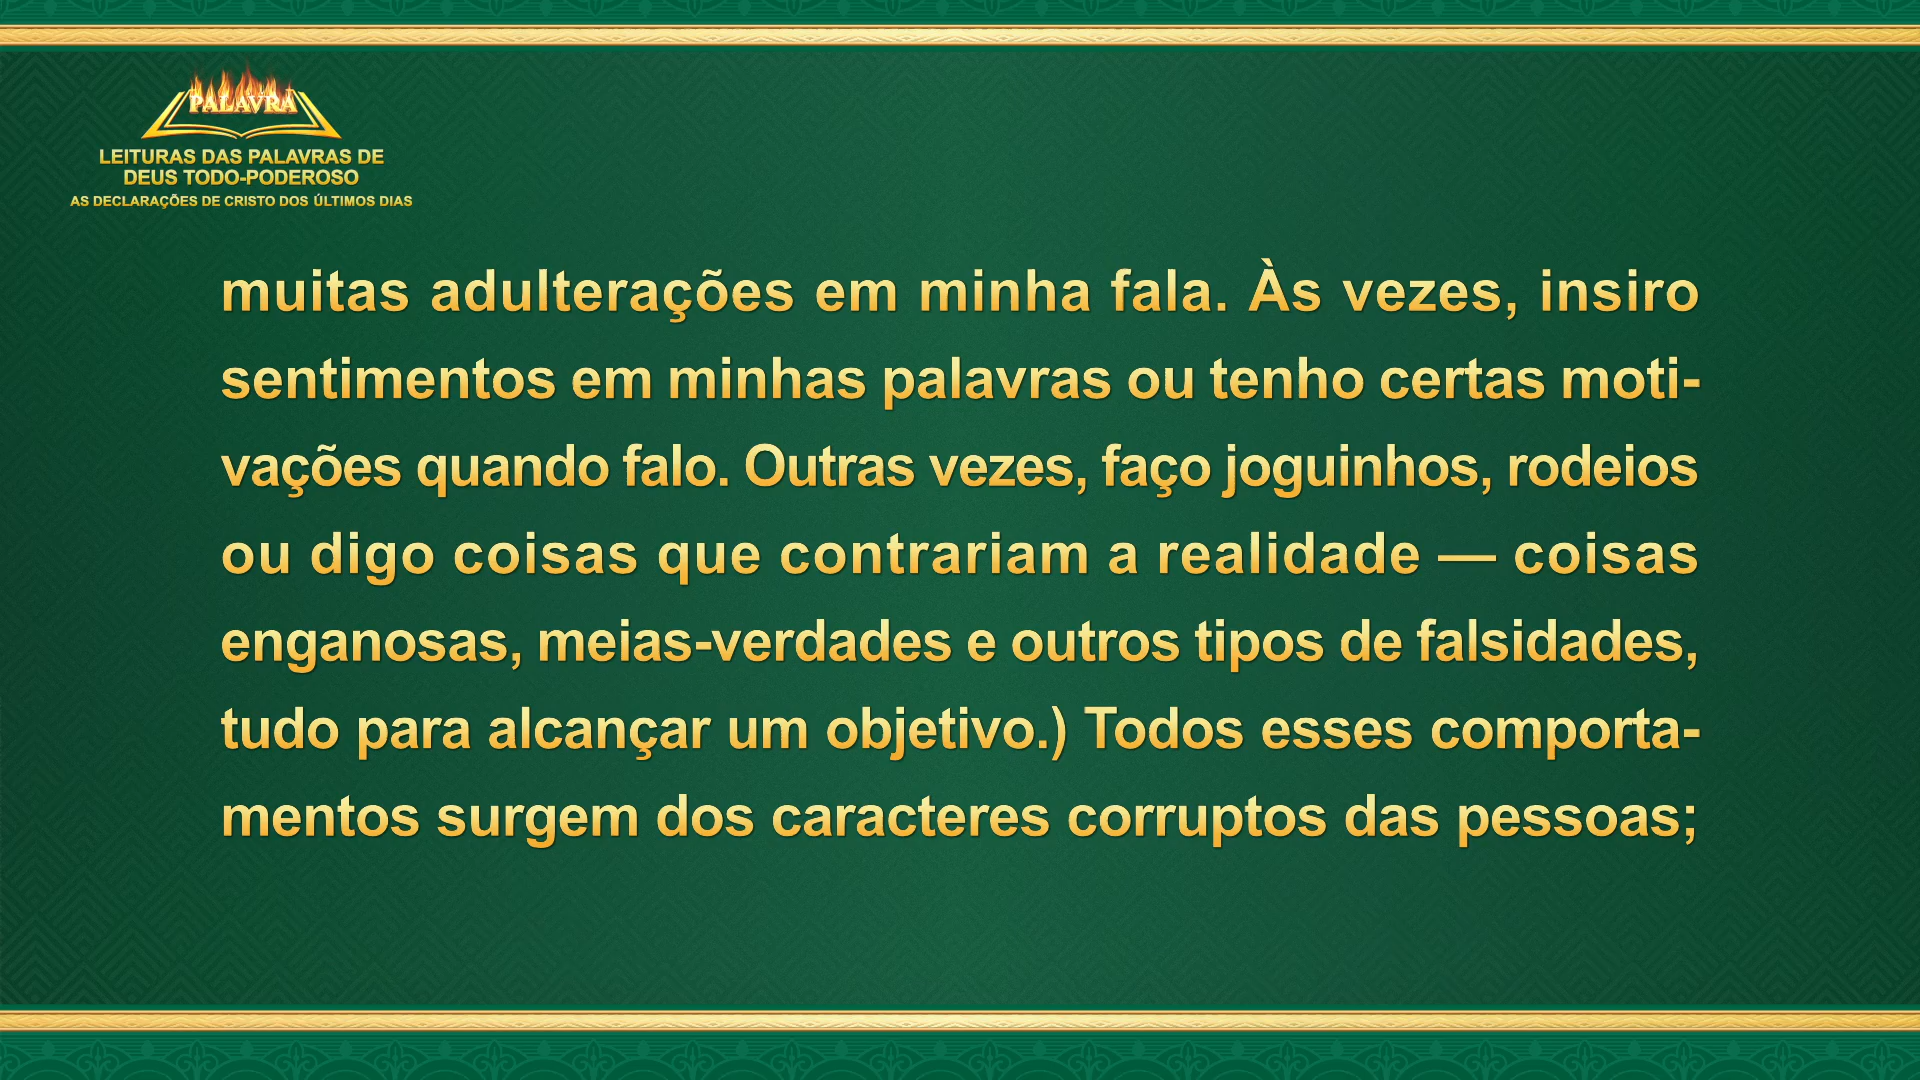 PALAVRA
LEITURAS DAS PALAVRAS DE
DEUS TODO-PODEROSO
AS DECLARAÇÕES DE CRISTO DOS ÚLTIMOS DIAS
muitas adulterações em minha fala. Às vezes, insiro
sentimentos em minhas palavras ou tenho certas moti-
vações quando falo. Outras vezes, faço joguinhos, rodeios
ou digo coisas que contrariam a realidade — coisas
enganosas, meias-verdades e outros tipos de falsidades,
tudo para alcançar um objetivo.) Todos esses comporta-
mentos surgem dos caracteres corruptos das pessoas;